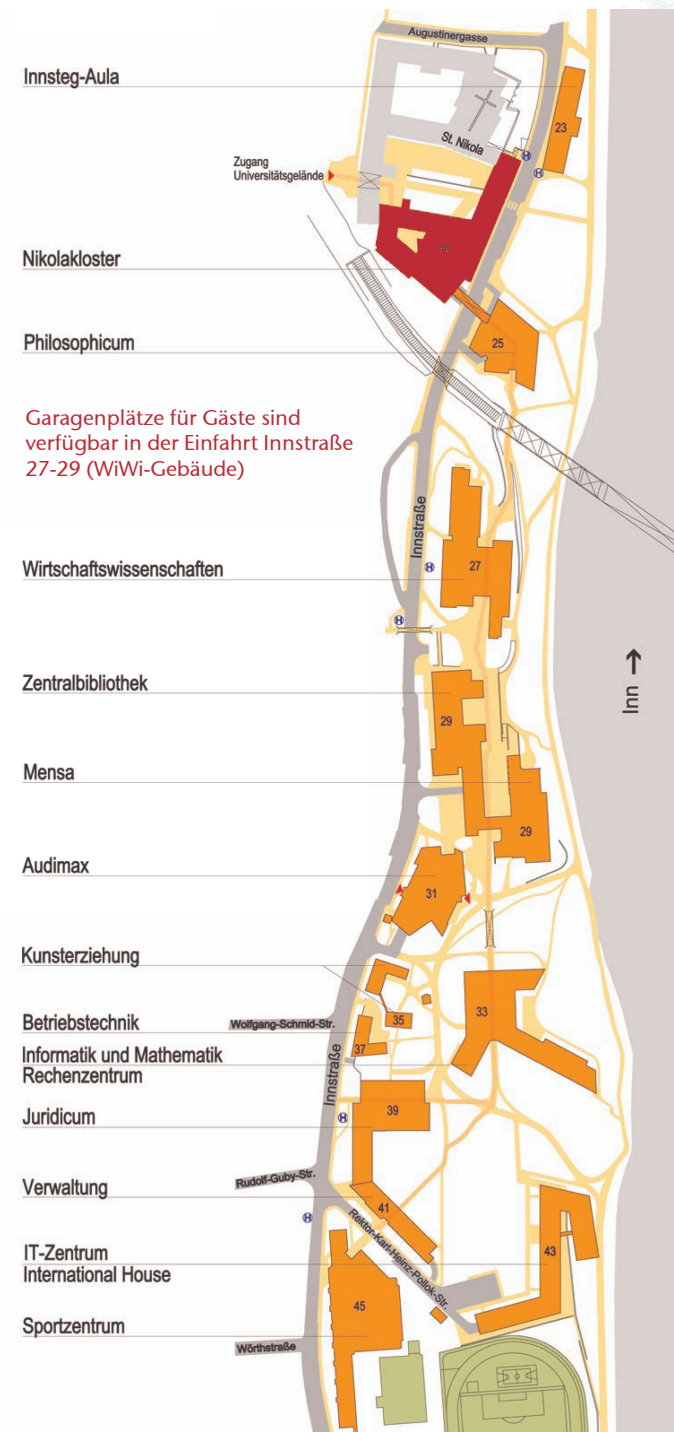 Augustinergasse
Innsteg-Aula
23
St. Nikola
Zugang
Universitätsgelände
Nikolakloster
Philosophicum
25
Garagenplätze für Gäste sind
verfügbar in der Einfahrt Innstraße
27-29 (WiWi-Gebäude)
Innstraße
Wirtschaftswissenschaften
27
H
H
H
H
Inn
Zentralbibliothek
29
Mensa
29
Audimax
31
Kunsterziehung
35
33
Betriebstechnik
Wolfgang-Schmid-Str.
37
Informatik und Mathematik
Rechenzentrum
Innstraße
Juridicum
H
39
Verwaltung
Rudolf-Guby-Str.
41
H
Rektor-Karl-Heinz-Pollok-Str.
IT-Zentrum
International House
43
Sportzentrum
45
Wörthstraße